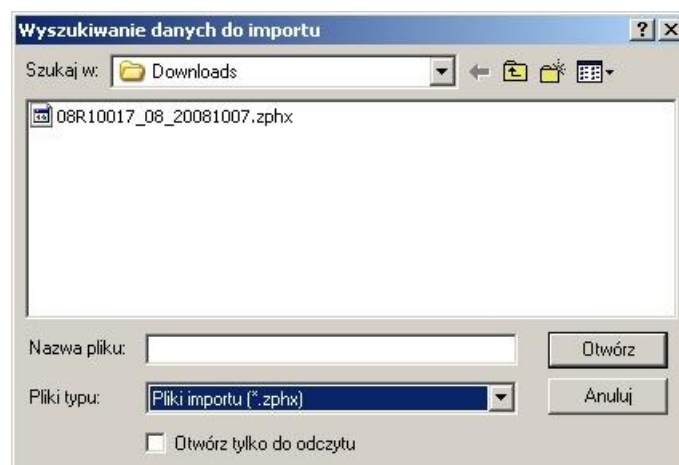 Wyszukiwanie danych do importu
Szukaj w: Downloads
08R10017_08_20081007.zphx
Nazwa pliku: Otwórz
Pliki typu: Pliki importu (*.zphx) Anuluj
Otwórz tylko do odczytu